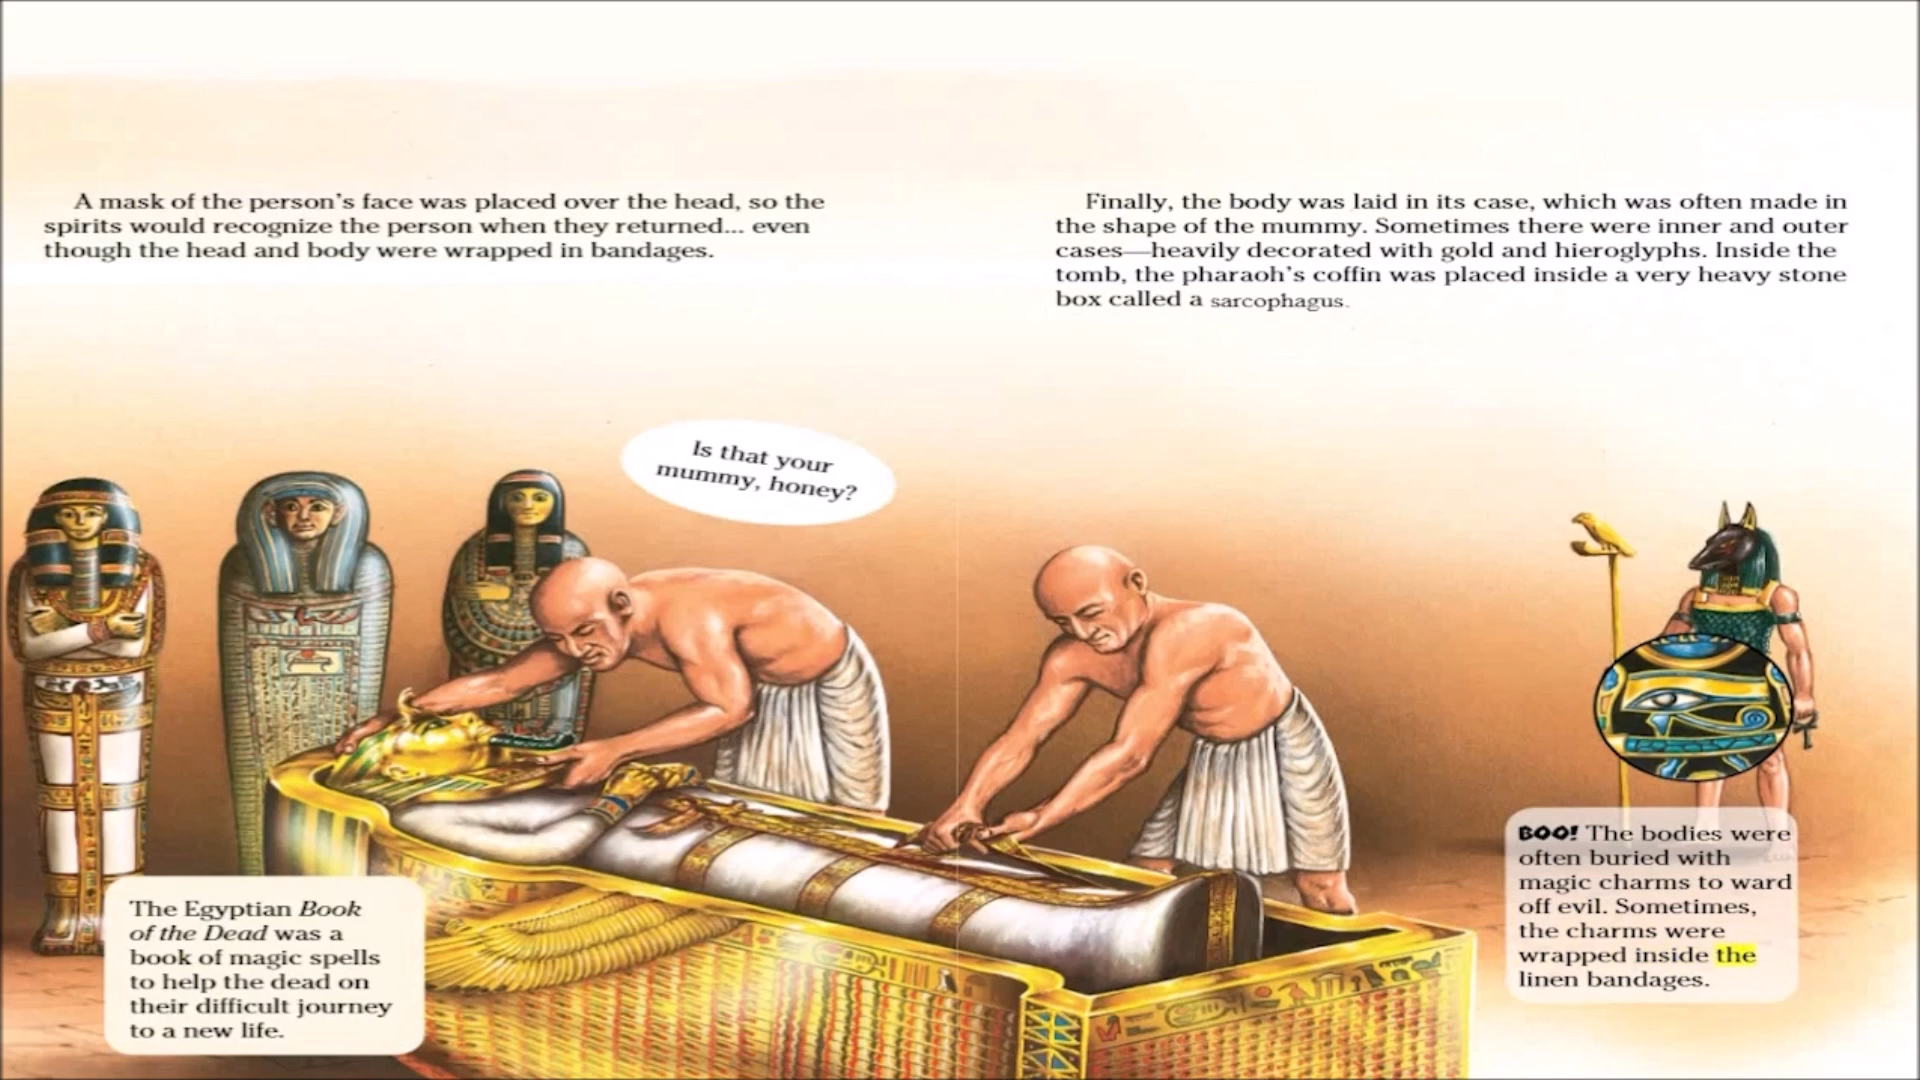 A mask of the person's face was placed over the head, so the
spirits would recognize the person when they returned... even
though the head and body were wrapped in bandages.
Finally, the body was laid in its case, which was often made in
the shape of the mummy. Sometimes there were inner and outer
cases—heavily decorated with gold and hieroglyphs. Inside the
tomb, the pharaoh's coffin was placed inside a very heavy stone
box called a sarcophagus.
Is that your
mummy, honey?
The Egyptian Book
of the Dead was a
book of magic spells
to help the dead on
their difficult journey
to a new life.
BOO! The bodies were
often buried with
magic charms to ward
off evil. Sometimes,
the charms were
wrapped inside the
linen bandages.